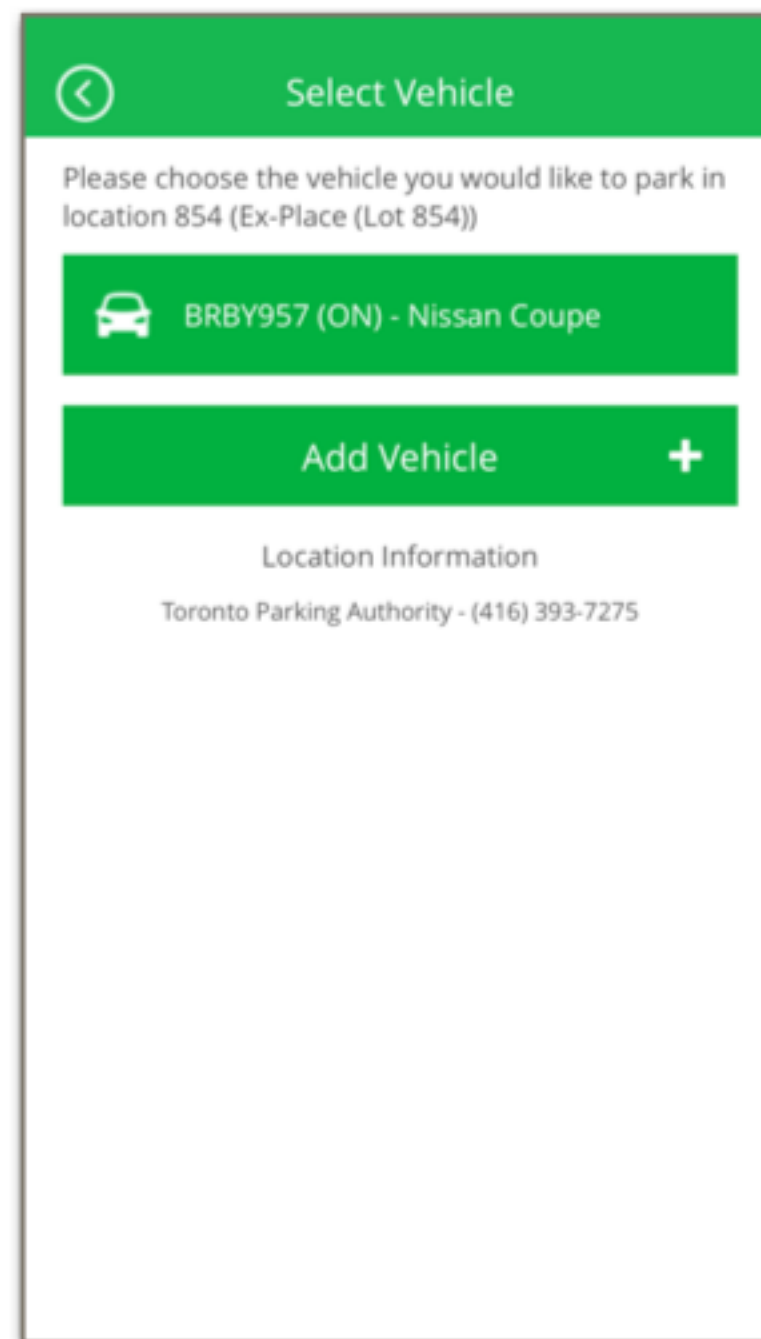 Select Vehicle
Please choose the vehicle you would like to park in
location 854 (Ex-Place (Lot 854))
BRBY957 (ON) - Nissan Coupe
Add Vehicle +
Location Information
Toronto Parking Authority - (416) 393-7275